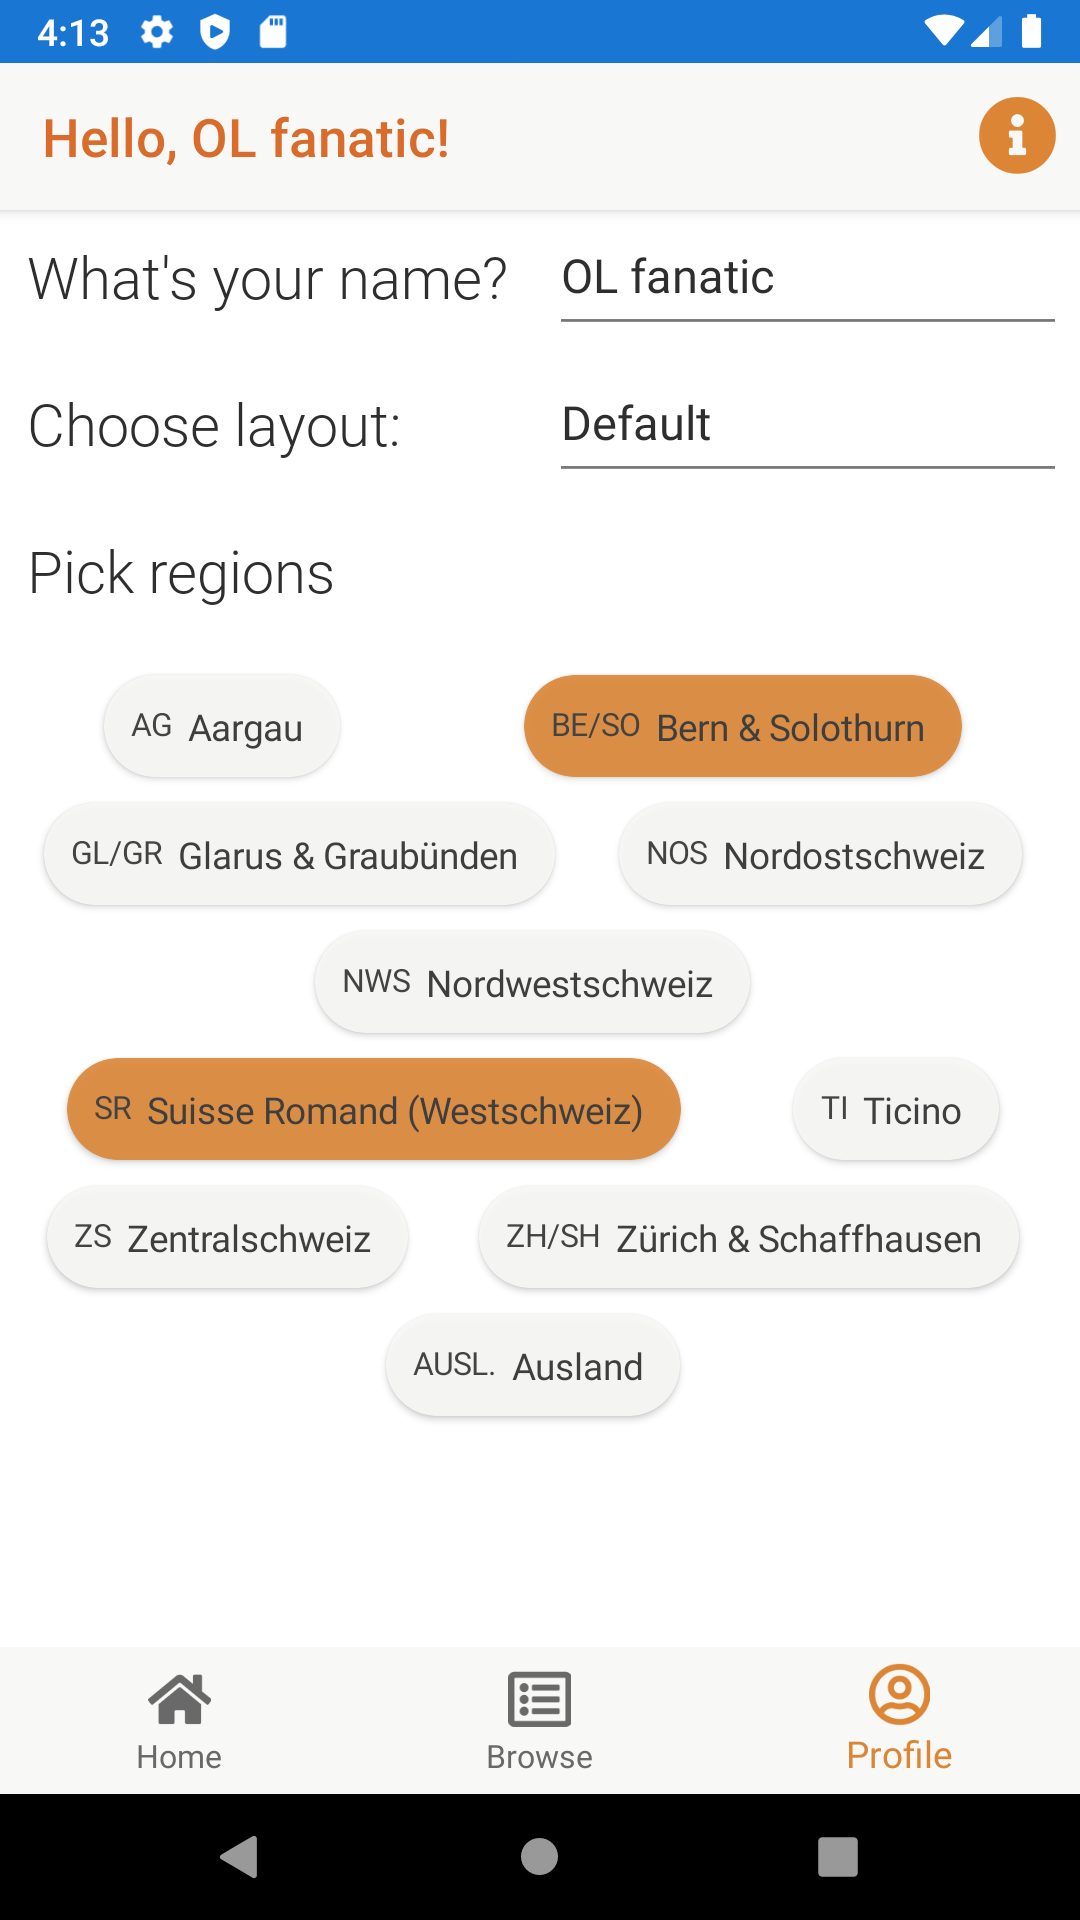 4:13
Hello, OL fanatic!
What's your name? OL fanatic
Choose layout: Default
Pick regions
AG Aargau BE/SO Bern & Solothurn
GL/GR Glarus & Graubünden NOS Nordostschweiz
NWS Nordwestschweiz
SR Suisse Romand (Westschweiz) TI Ticino
ZS Zentralschweiz ZH/SH Zürich & Schaffhausen
AUSL. Ausland
Home Browse Profile